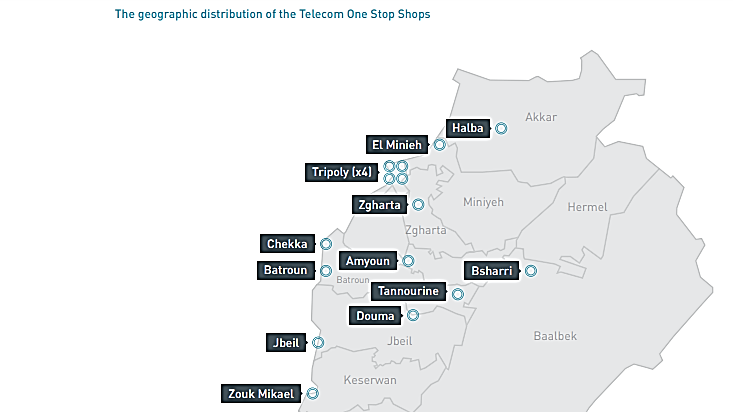 The geographic distribution of the Telecom One Stop Shops
Akkar
Halba
El Minieh
Tripoly (x4)
Zgharta
Miniyeh
Hermel
Zgharta
Chekka
Amyoun
Batroun
Bsharri
Batroun
Tannourine
Douma
Baalbek
Jbeil
Jbeil
Keserwan
Zouk Mikael